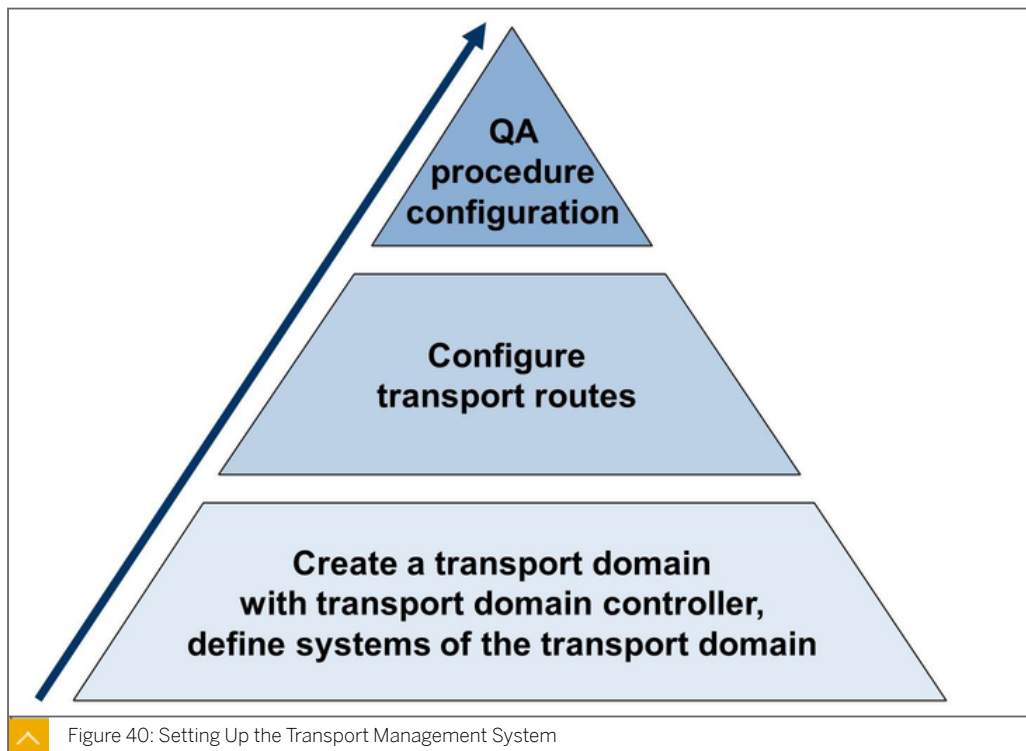 QA
procedure
configuration
Configure
transport routes
Create a transport domain
with transport domain controller,
define systems of the transport domain
Figure 40: Setting Up the Transport Management System